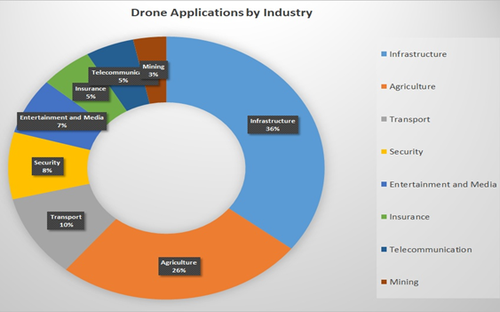 Drone Applications by Industry
Infrastructure
36%
Agriculture
26%
Transport
10%
Security
8%
Entertainment and Media
7%
Insurance
5%
Telecommunica
5%
Mining
3%
Infrastructure
Agriculture
Transport
Security
Entertainment and Media
Insurance
Telecommunication
Mining